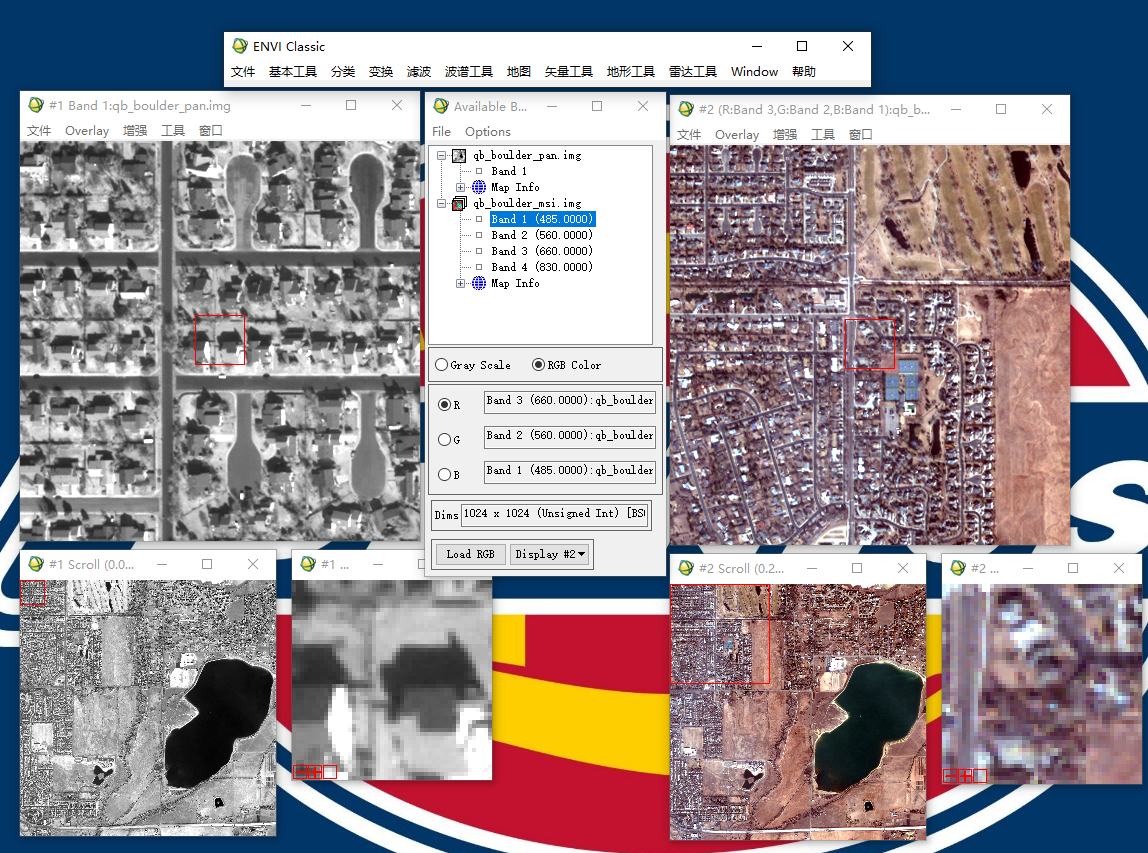 ENVI Classic
文件 基本工具 分类 变换 滤波 波谱工具 地图 矢量工具 地形工具 雷达工具 Window 帮助
#1 Band 1:qb_boulder_pan.img
文件 Overlay 增强 工具 窗口
Available B...
File Options
qb_boulder_pan.img
Band 1
Map Info
qb_boulder_msi.img
Band 1 (485.0000)
Band 2 (560.0000)
Band 3 (660.0000)
Band 4 (830.0000)
Map Info
Gray Scale RGB Color
R Band 3 (660.0000):qb_boulder
G Band 2 (560.0000):qb_boulder
B Band 1 (485.0000):qb_boulder
Dims 1024 x 1024 (Unsigned Int) [BS
Load RGB Display #2
#2 (R:Band 3,G:Band 2,B:Band 1):qb_b...
文件 Overlay 增强 工具 窗口
#1 Scroll (0.0...
#1 ...
#2 Scroll (0.2...
#2 ...